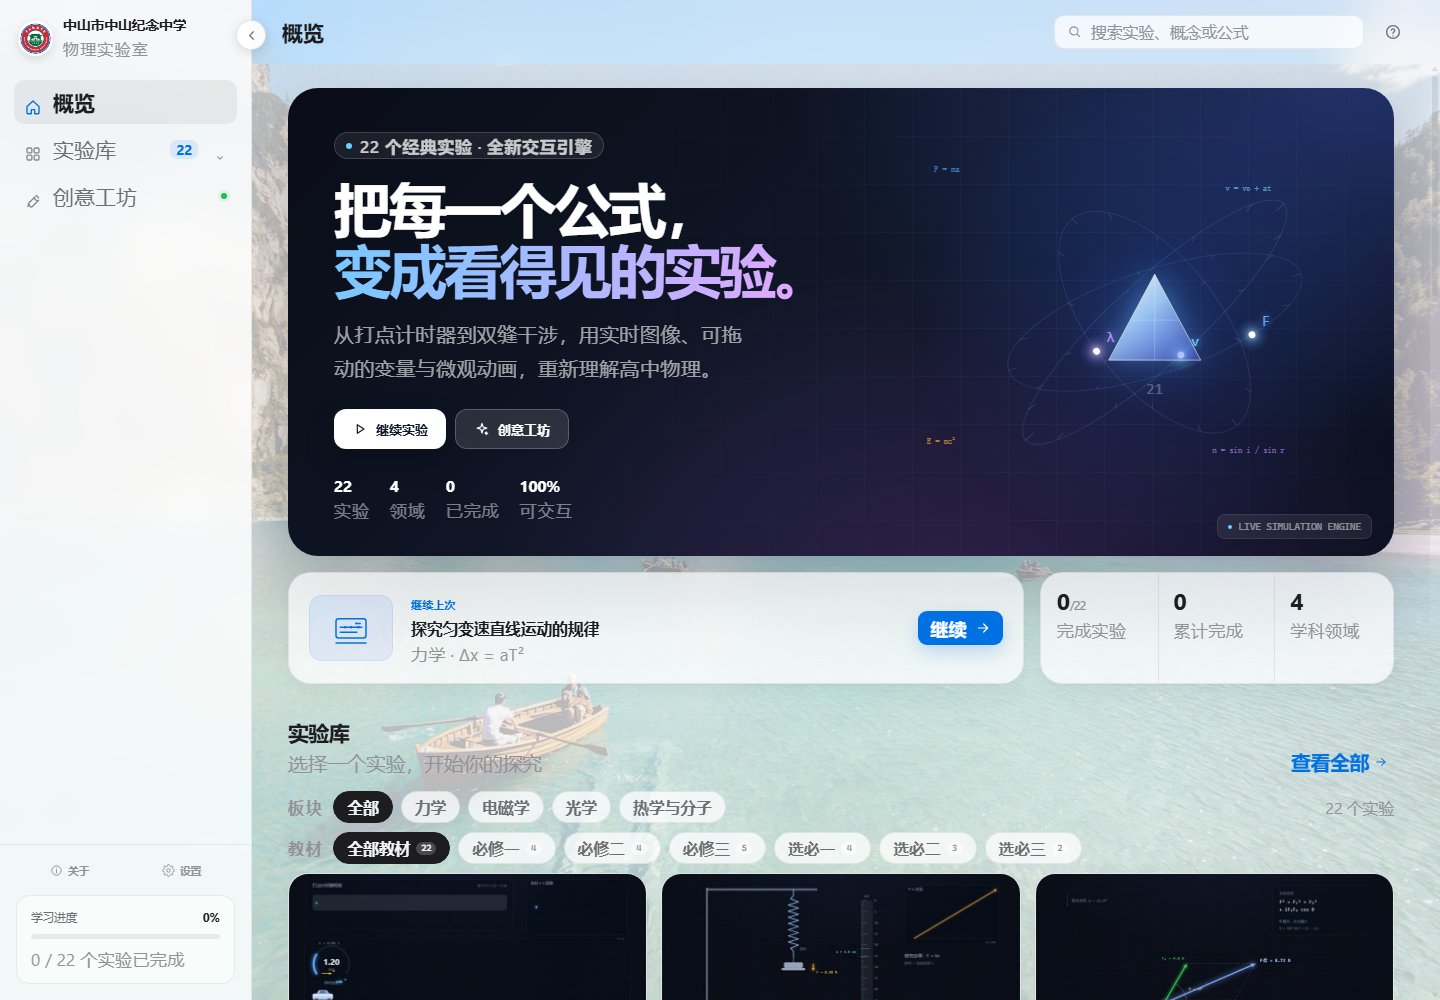 中山市中山纪念中学
物理实验室
概览
实验库 22
创意工坊
关于
设置
学习进度 0%
0 / 22 个实验已完成
概览
搜索实验、概念或公式
22 个经典实验 · 全新交互引擎
把每一个公式，
变成看得见的实验。
从打点计时器到双缝干涉，用实时图像、可拖
动的变量与微观动画，重新理解高中物理。
继续实验
创意工坊
22
实验
4
领域
0
已完成
100%
可交互
F = ma
v = v₀ + at
λ
v
F
21
E = mc²
n = sin i / sin r
LIVE SIMULATION ENGINE
继续上次
探究匀变速直线运动的规律
力学 · Δx = aT²
继续
0/22
完成实验
0
累计完成
4
学科领域
实验库
选择一个实验，开始你的探究
查看全部
板块 全部 力学 电磁学 光学 热学与分子
22 个实验
教材 全部教材 22 必修一 4 必修二 4 必修三 5 选必一 4 选必二 3 选必三 2
1.20